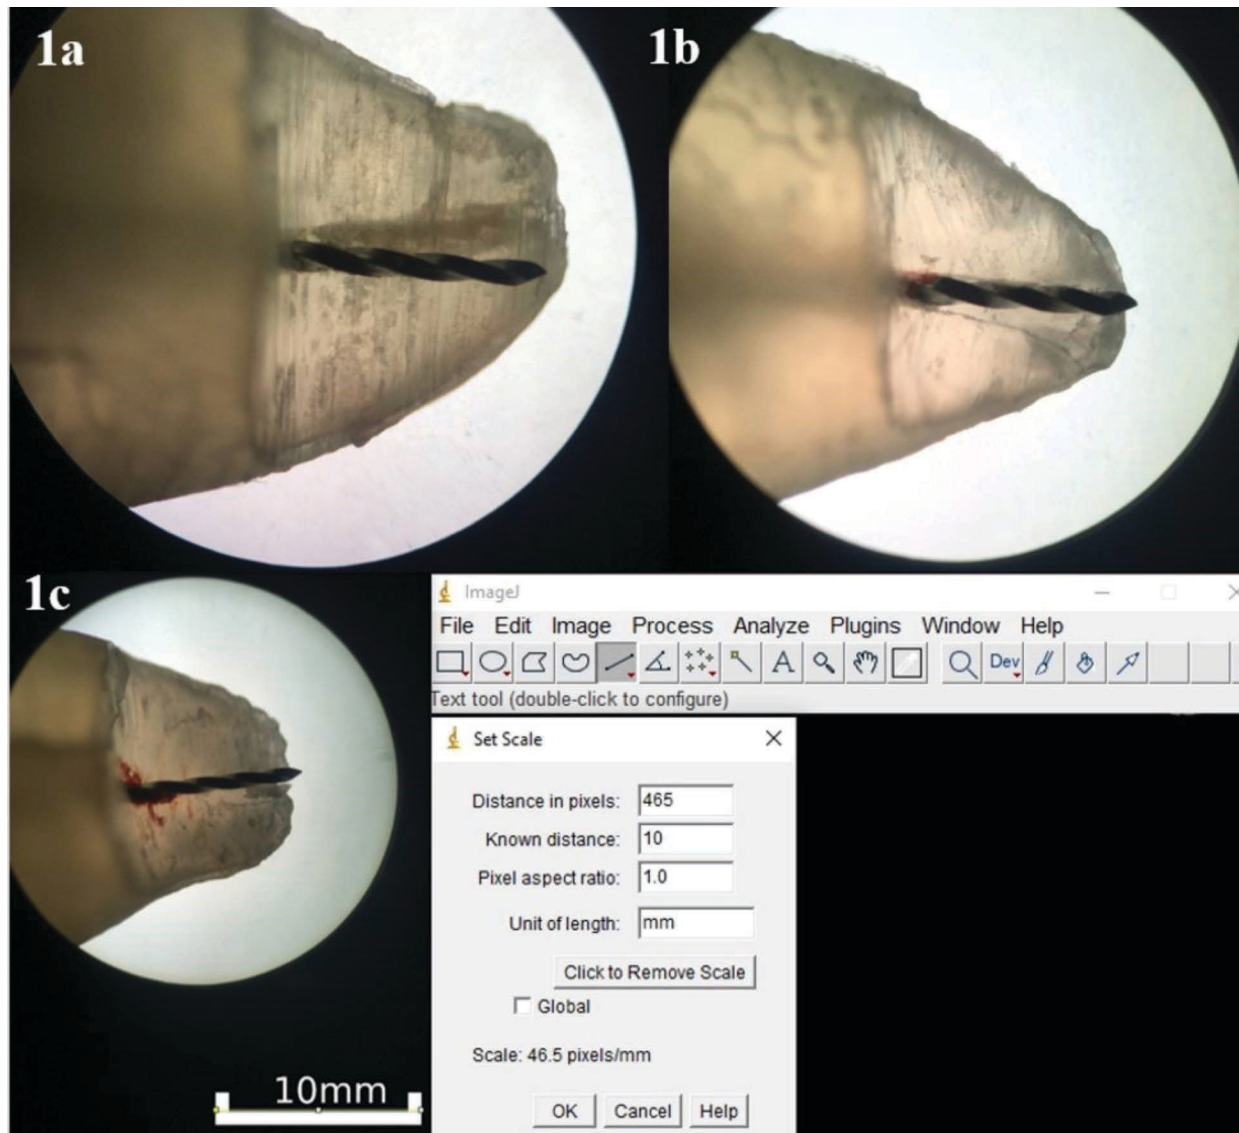 1a
1b
1c
ImageJ
File Edit Image Process Analyze Plugins Window Help
A Dev
Text tool (double-click to configure)
Set Scale
Distance in pixels: 465
Known distance: 10
Pixel aspect ratio: 1.0
Unit of length: mm
Click to Remove Scale
Global
Scale: 46.5 pixels/mm
OK Cancel Help
10mm